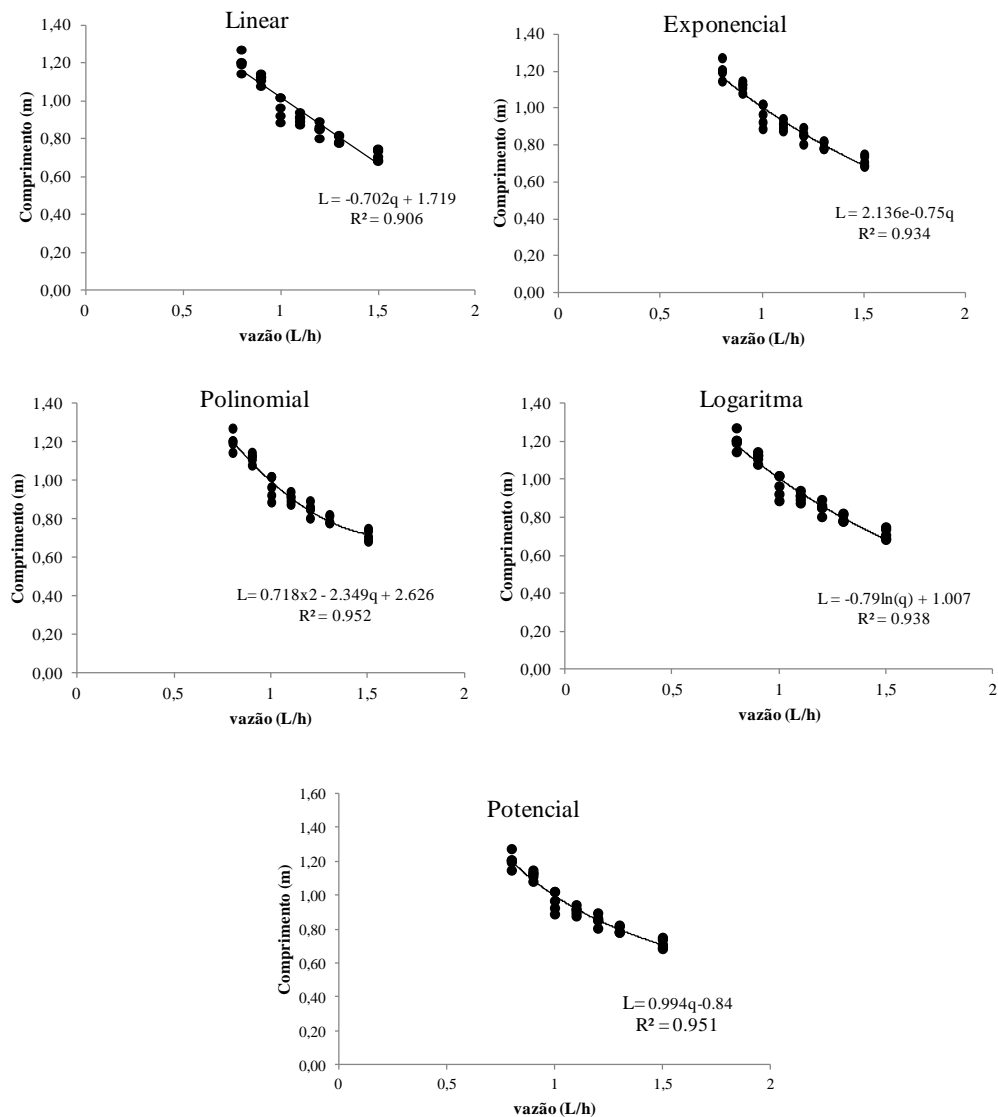 Linear
1,40
1,20
1,00
0,80
0,60
0,40
0,20
0,00
Comprimento (m)
L = -0.702q + 1.719
R² = 0.906
0 0,5 1 1,5 2
vazão (L/h)
Exponencial
1,40
1,20
1,00
0,80
0,60
0,40
0,20
0,00
Comprimento (m)
L = 2.136e-0.75q
R² = 0.934
0 0,5 1 1,5 2
vazão (L/h)
Polinomial
1,40
1,20
1,00
0,80
0,60
0,40
0,20
0,00
Comprimento (m)
L= 0.718x2 - 2.349q + 2.626
R² = 0.952
0 0,5 1 1,5 2
vazão (L/h)
Logaritma
1,40
1,20
1,00
0,80
0,60
0,40
0,20
0,00
Comprimento (m)
L = -0.79ln(q) + 1.007
R² = 0.938
0 0,5 1 1,5 2
vazão (L/h)
Potencial
1,60
1,40
1,20
1,00
0,80
0,60
0,40
0,20
0,00
Comprimento (m)
L= 0.994q-0.84
R² = 0.951
0 0,5 1 1,5 2
vazão (L/h)